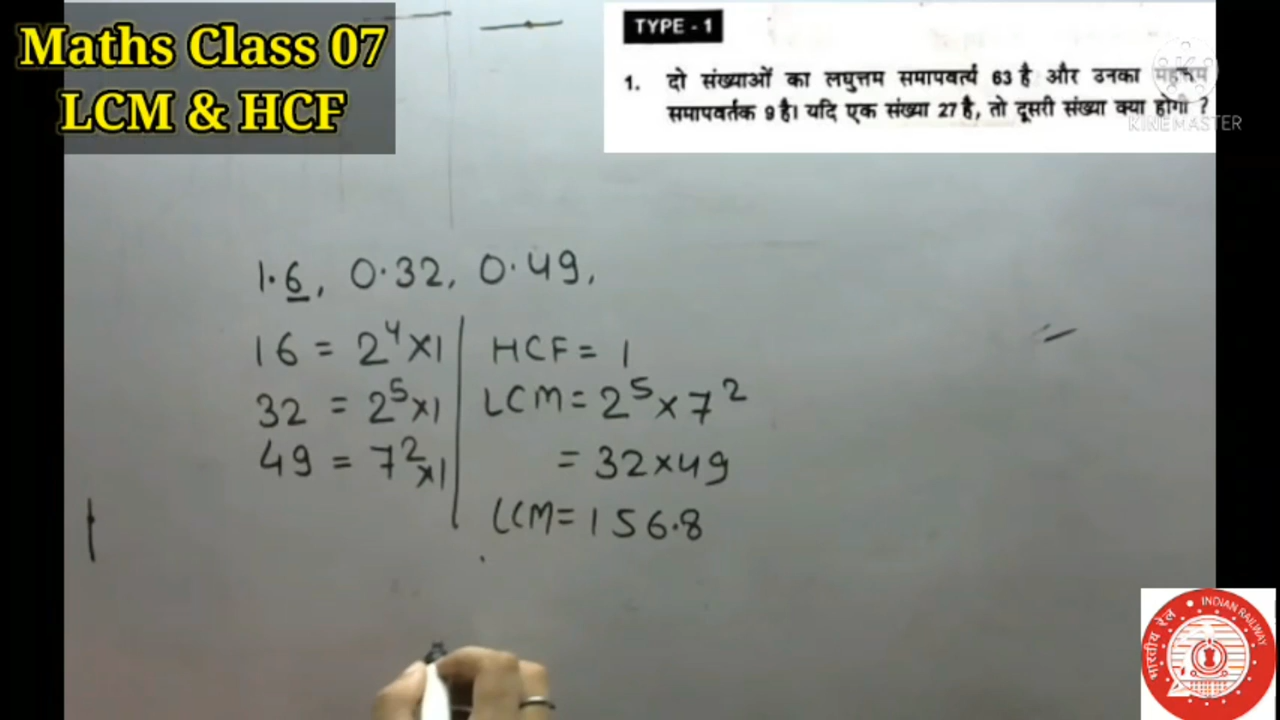 Maths Class 07
LCM & HCF
TYPE - 1
1. दो संख्याओं का लघुत्तम समापवर्त्य 63 है और उनका महत्तम
समापवर्तक 9 है। यदि एक संख्या 27 है, तो दूसरी संख्या क्या होगी ?
KINEMASTER
1.6, 0.32, 0.49,
16 = 2⁴×1
32 = 2⁵×1
49 = 7²×1
HCF = 1
LCM = 2⁵×7²
= 32×49
LCM = 156.8
भारतीय रेल • INDIAN RAILWAY